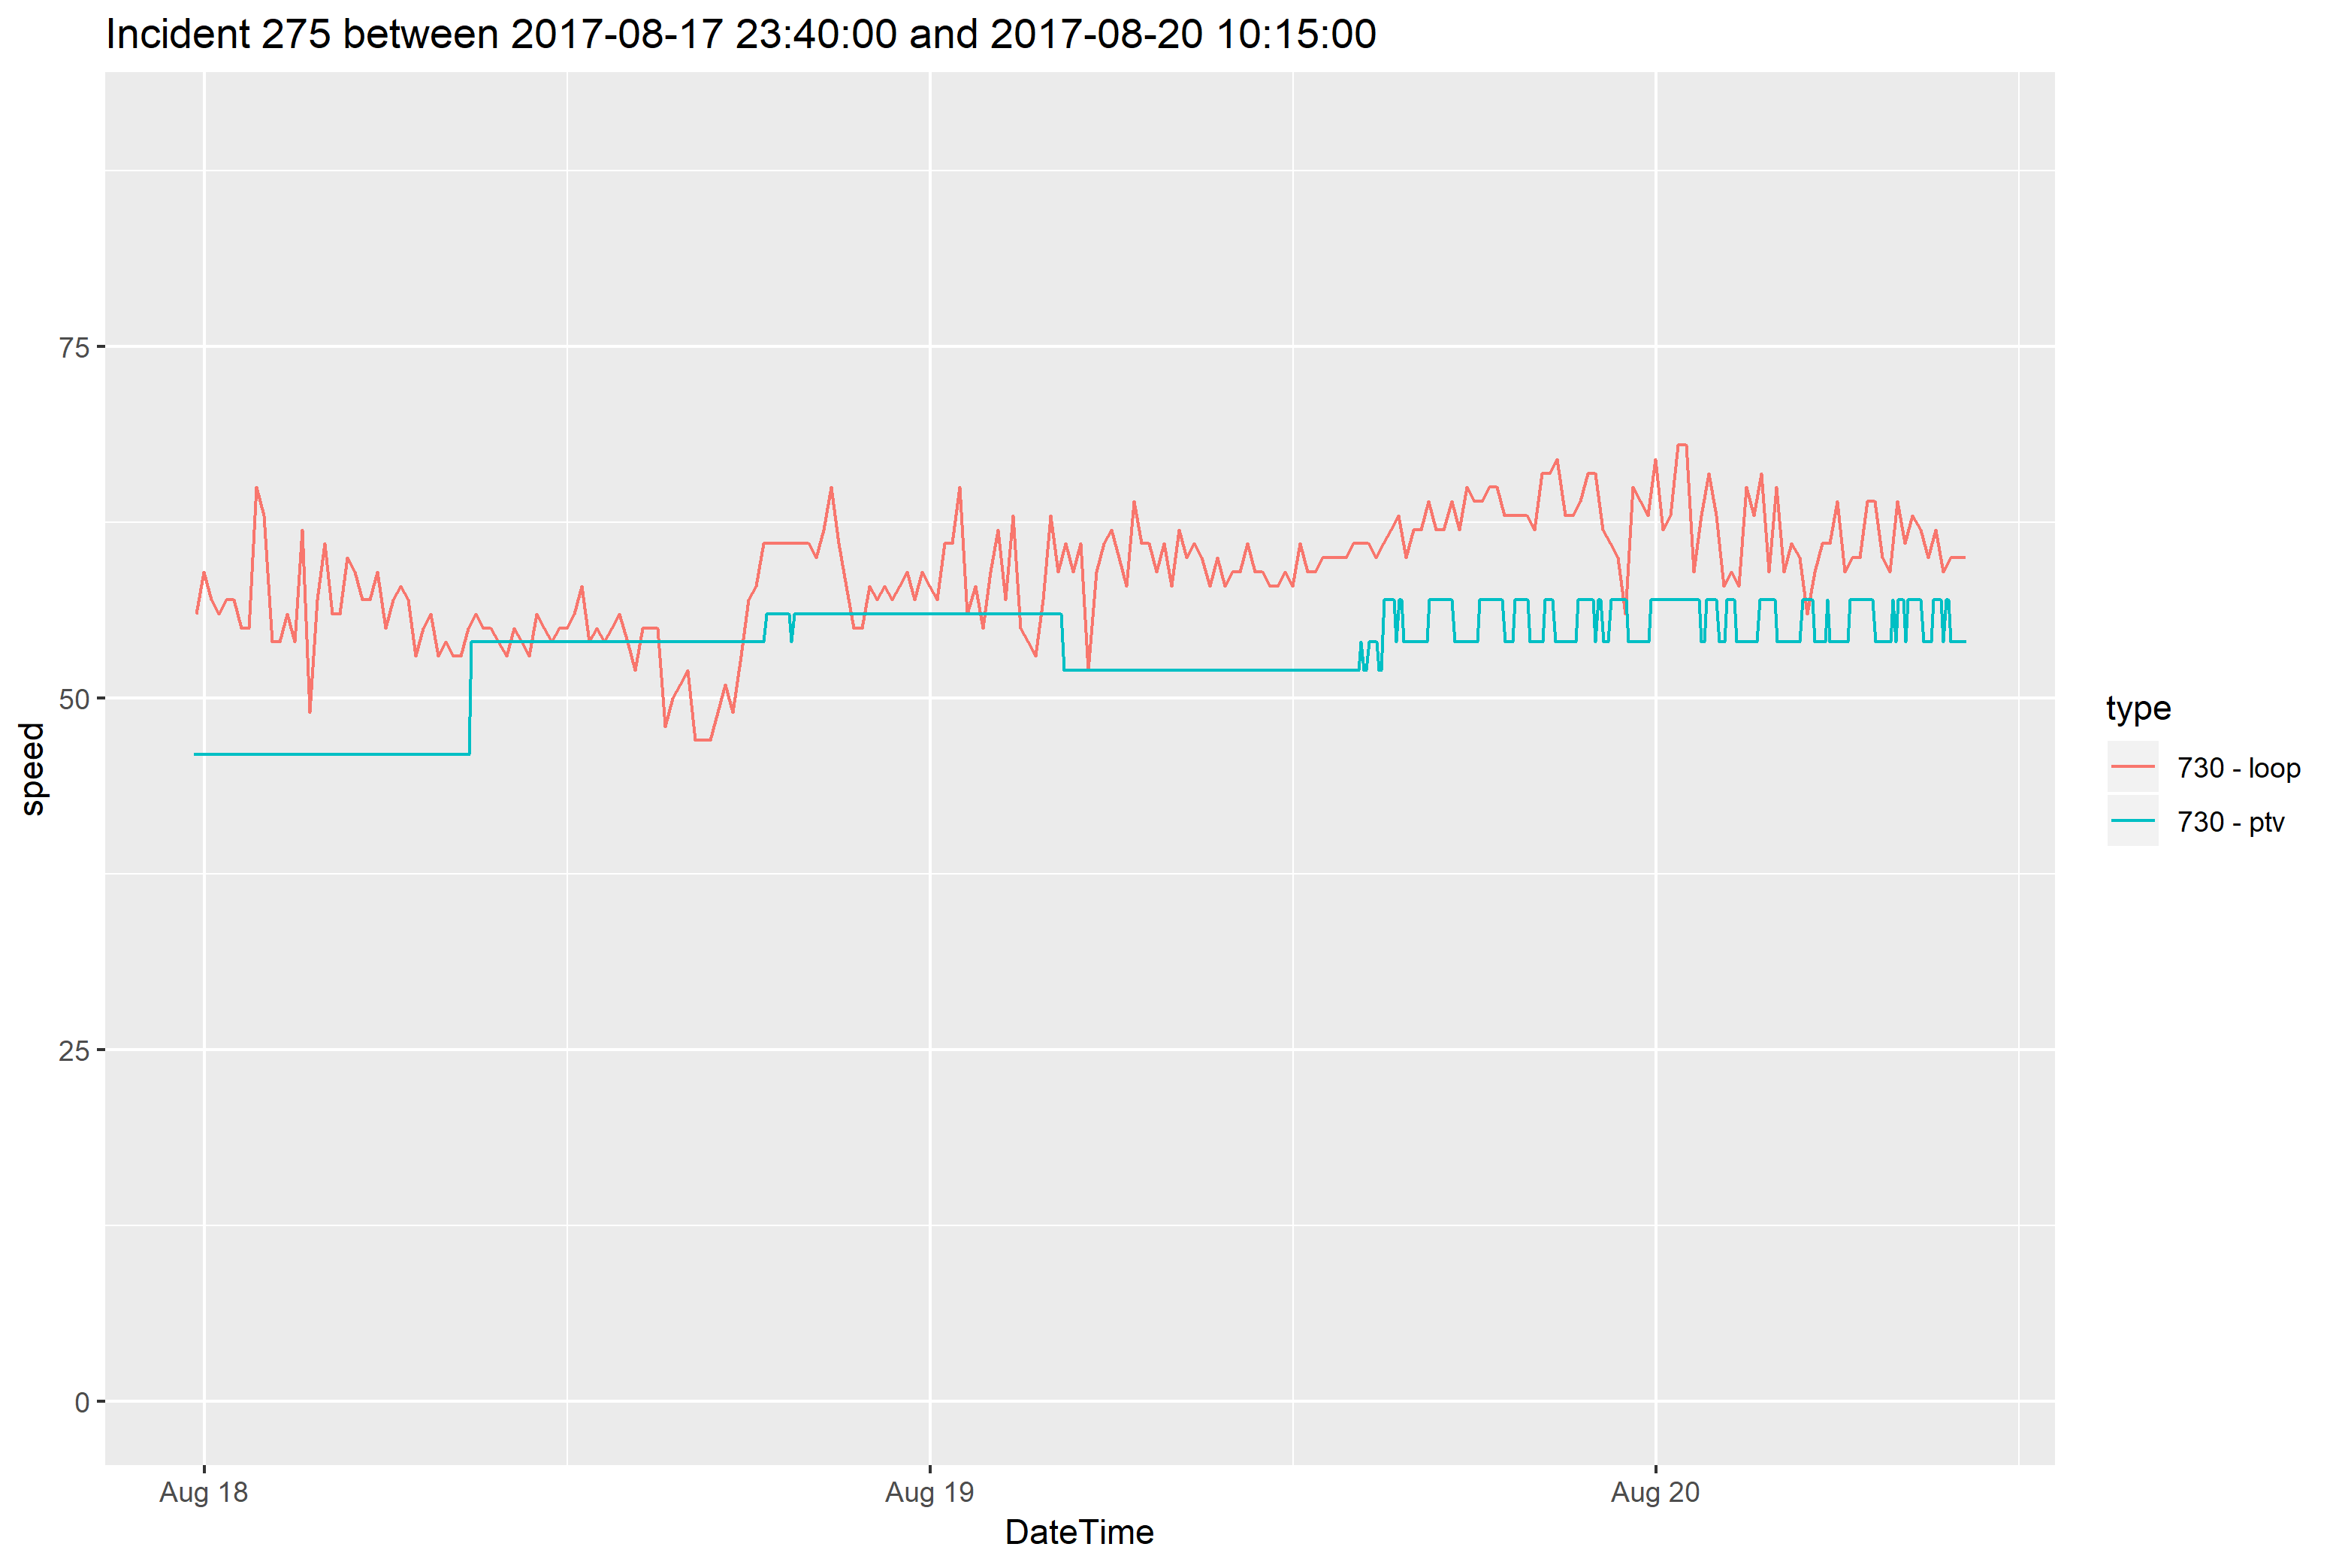 Incident 275 between 2017-08-17 23:40:00 and 2017-08-20 10:15:00
75
50
25
0
speed
Aug 18
Aug 19
Aug 20
DateTime
type
730 - loop
730 - ptv